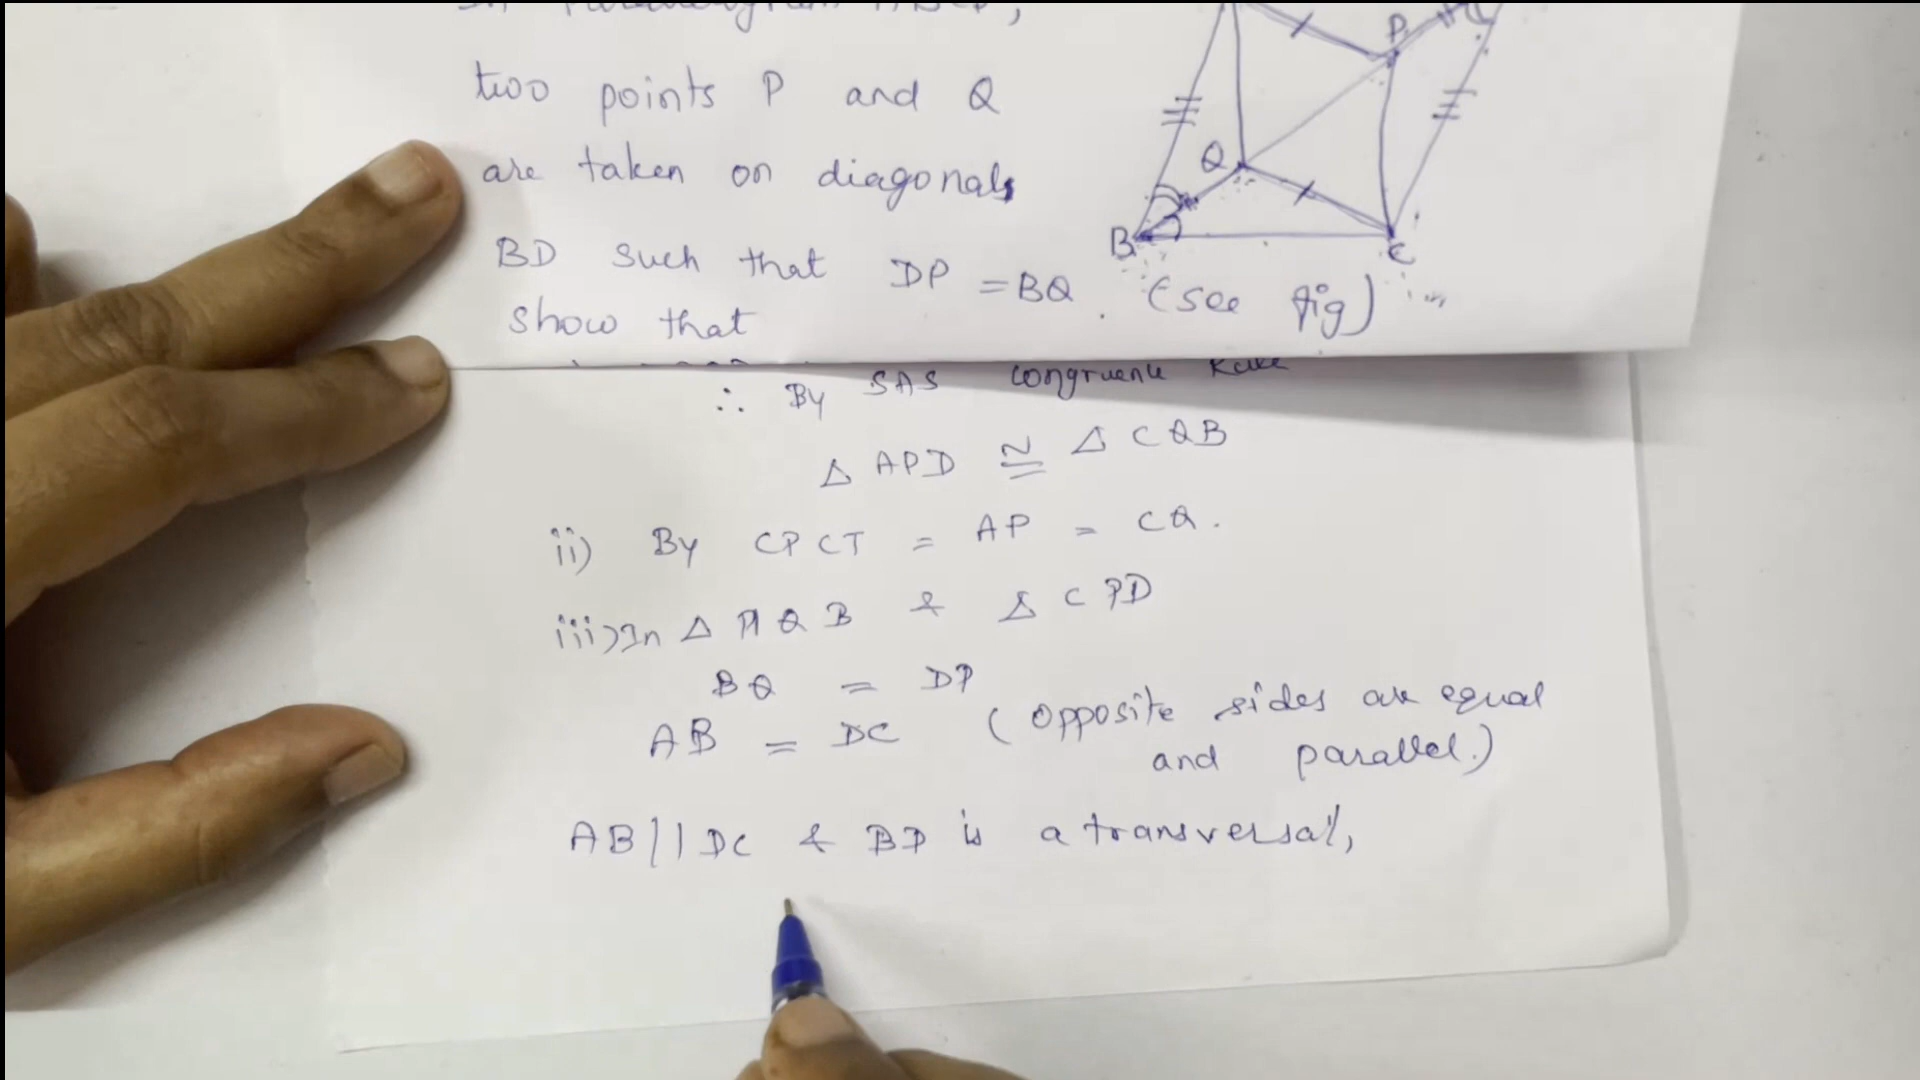 two points P and Q
are taken on diagonals
BD such that DP = BQ. (see fig)
show that
P
Q
B
C
∴ By SAS congruence Rule
△ APD ≅ △ CQB
ii) By CPCT = AP = CQ.
iii) In △ AQB & △ CPD
BQ = DP
AB = DC (opposite sides are equal
and parallel.)
AB || DC & BD is a transversal,